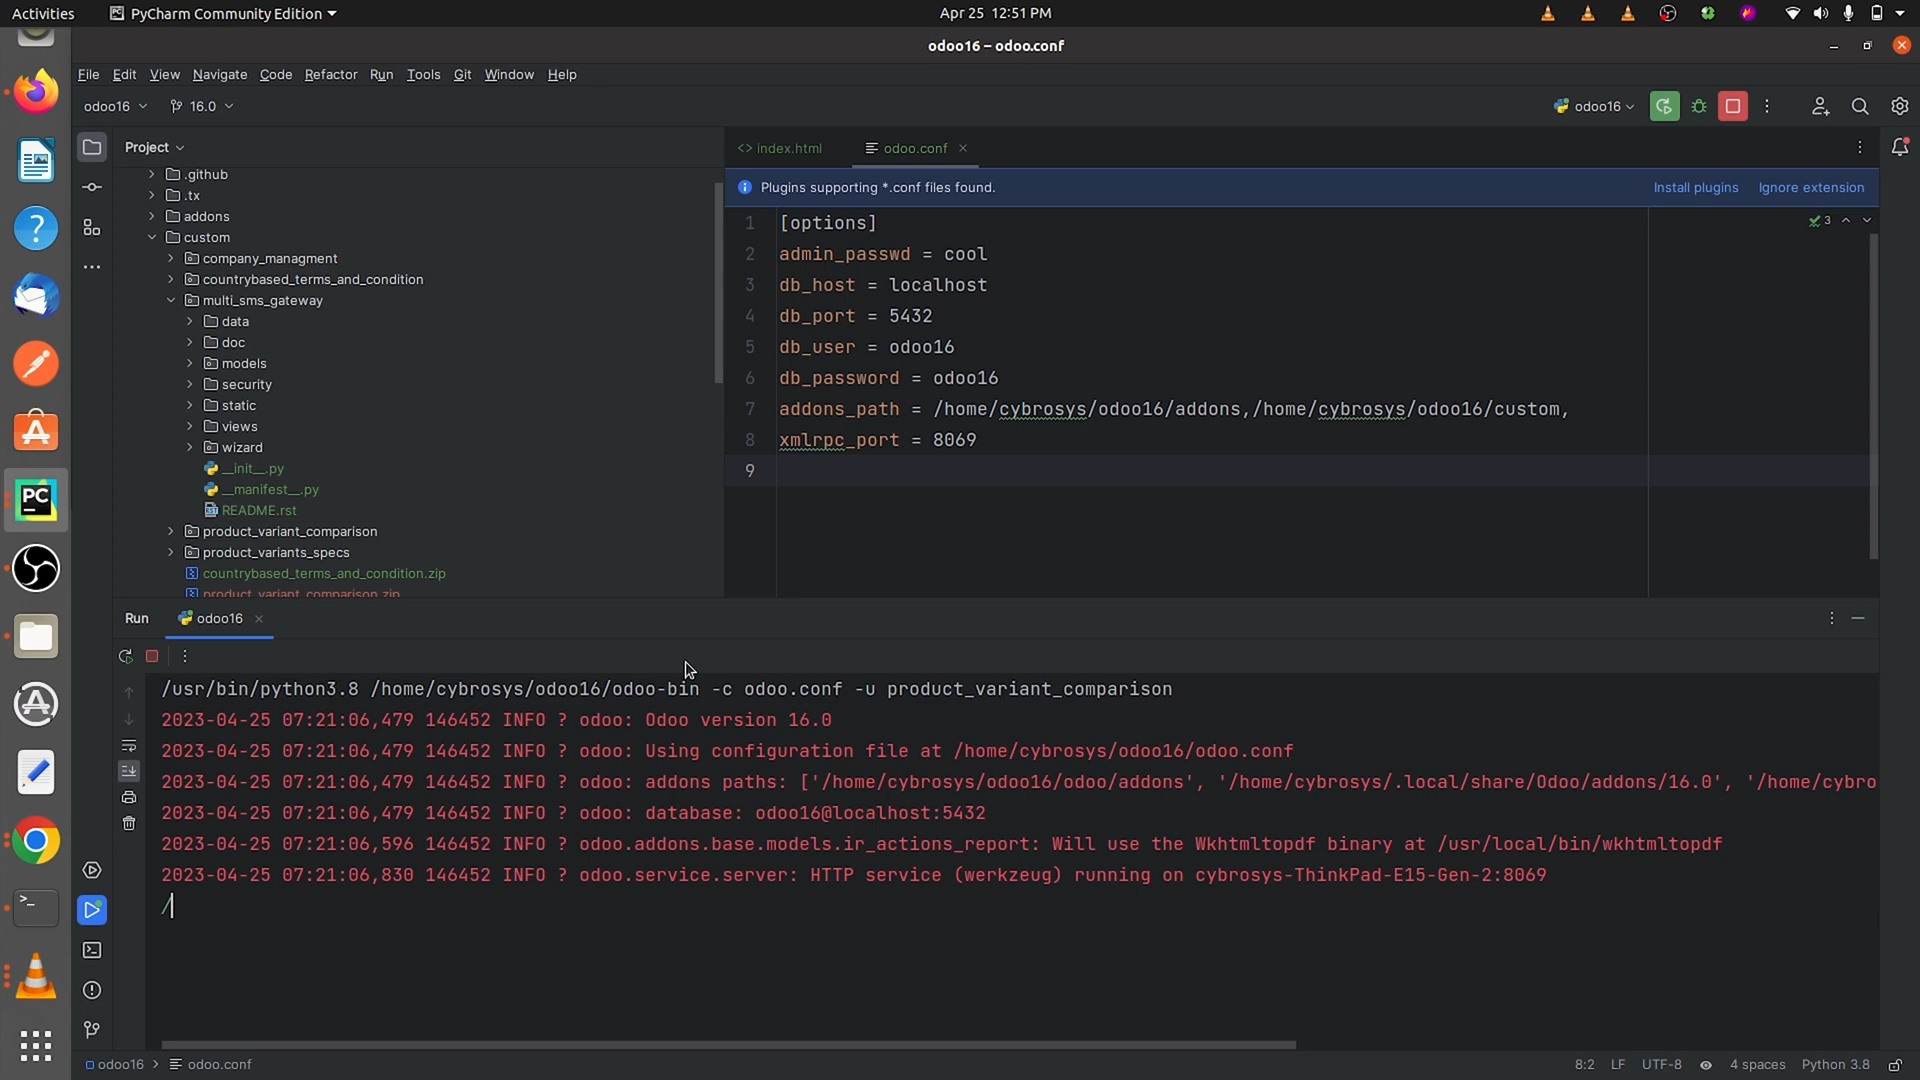 Activities
PyCharm Community Edition
Apr 25 12:51 PM
odoo16 – odoo.conf
File Edit View Navigate Code Refactor Run Tools Git Window Help
odoo16
16.0
odoo16
Project
index.html
odoo.conf
Plugins supporting *.conf files found.
Install plugins
Ignore extension
.github
.tx
addons
custom
company_managment
countrybased_terms_and_condition
multi_sms_gateway
data
doc
models
security
static
views
wizard
__init__.py
__manifest__.py
README.rst
product_variant_comparison
product_variants_specs
countrybased_terms_and_condition.zip
product_variant_comparison.zip
3
1 [options]
2 admin_passwd = cool
3 db_host = localhost
4 db_port = 5432
5 db_user = odoo16
6 db_password = odoo16
7 addons_path = /home/cybrosys/odoo16/addons,/home/cybrosys/odoo16/custom,
8 xmlrpc_port = 8069
9
Run
odoo16
/usr/bin/python3.8 /home/cybrosys/odoo16/odoo-bin -c odoo.conf -u product_variant_comparison
2023-04-25 07:21:06,479 146452 INFO ? odoo: Odoo version 16.0
2023-04-25 07:21:06,479 146452 INFO ? odoo: Using configuration file at /home/cybrosys/odoo16/odoo.conf
2023-04-25 07:21:06,479 146452 INFO ? odoo: addons paths: ['/home/cybrosys/odoo16/odoo/addons', '/home/cybrosys/.local/share/Odoo/addons/16.0', '/home/cybro
2023-04-25 07:21:06,479 146452 INFO ? odoo: database: odoo16@localhost:5432
2023-04-25 07:21:06,596 146452 INFO ? odoo.addons.base.models.ir_actions_report: Will use the Wkhtmltopdf binary at /usr/local/bin/wkhtmltopdf
2023-04-25 07:21:06,830 146452 INFO ? odoo.service.server: HTTP service (werkzeug) running on cybrosys-ThinkPad-E15-Gen-2:8069
/
odoo16 > odoo.conf
8:2 LF UTF-8 4 spaces Python 3.8